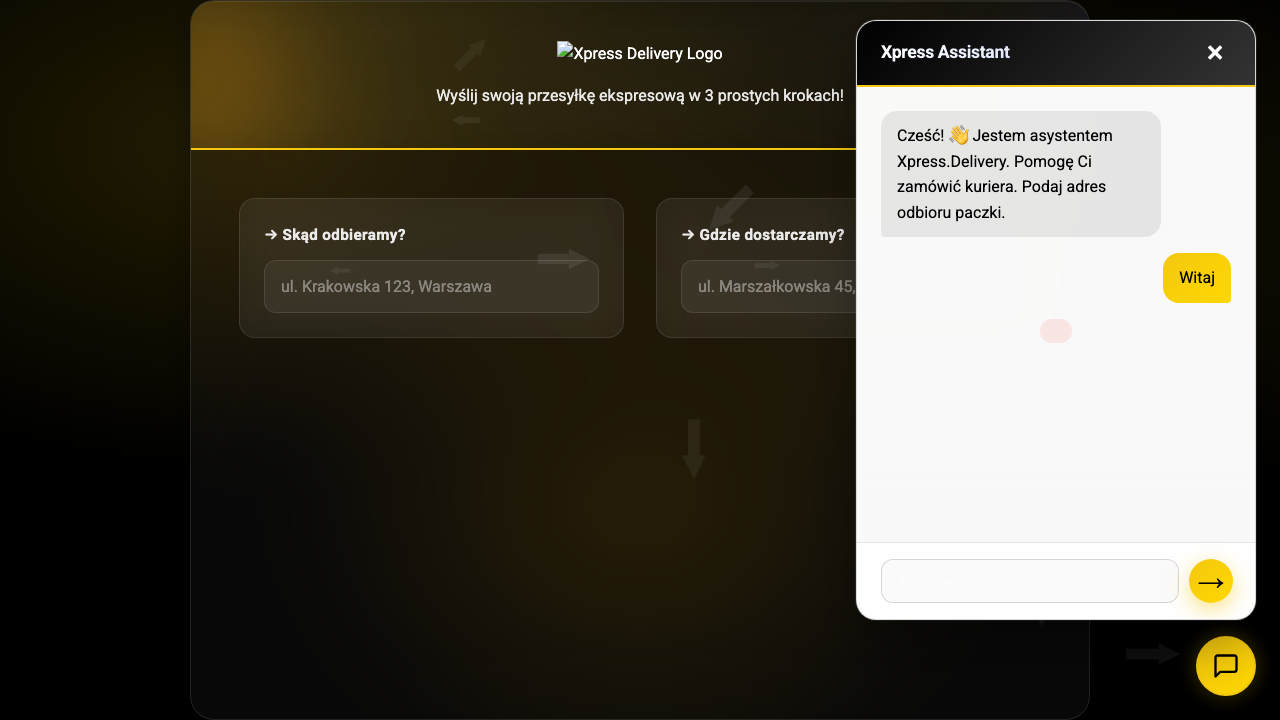 Xpress Delivery Logo
Wyślij swoją przesyłkę ekspresową w 3 prostych krokach!
→ Skąd odbieramy?
ul. Krakowska 123, Warszawa
→ Gdzie dostarczamy?
ul. Marszałkowska 45,
Xpress Assistant
Cześć! 👋 Jestem asystentem
Xpress.Delivery. Pomogę Ci
zamówić kuriera. Podaj adres
odbioru paczki.
Witaj